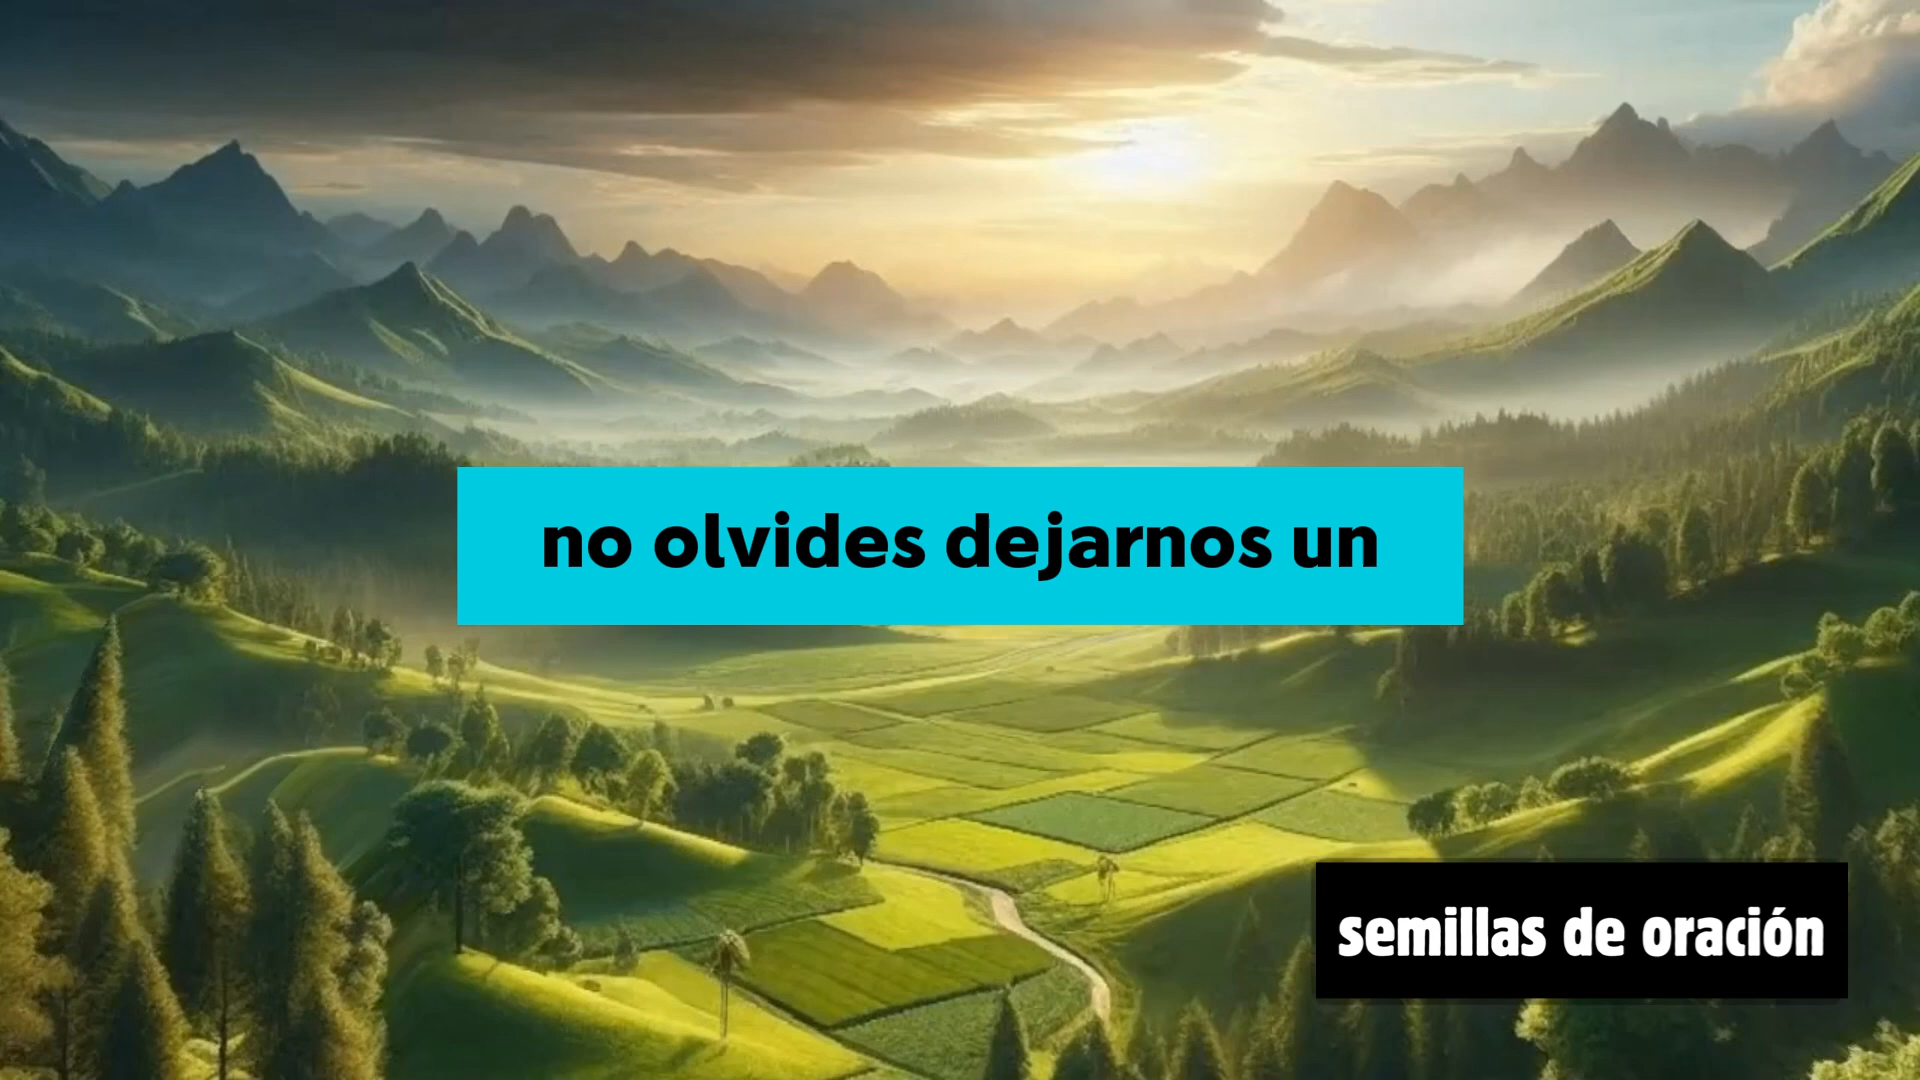 no olvides dejarnos un
semillas de oración